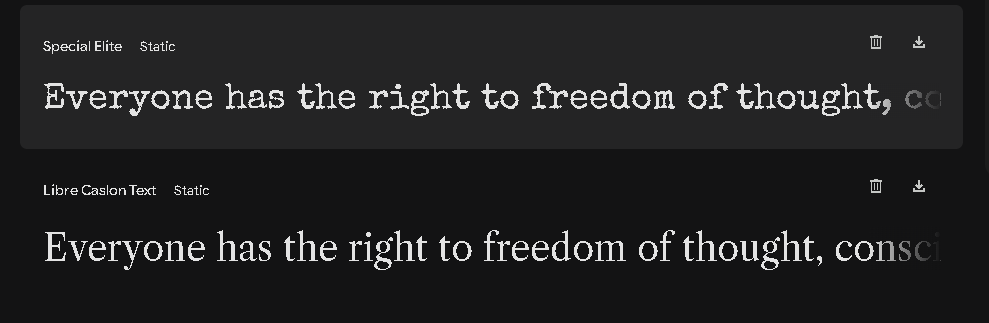 Special Elite Static
Everyone has the right to freedom of thought, co
Libre Caslon Text Static
Everyone has the right to freedom of thought, consci